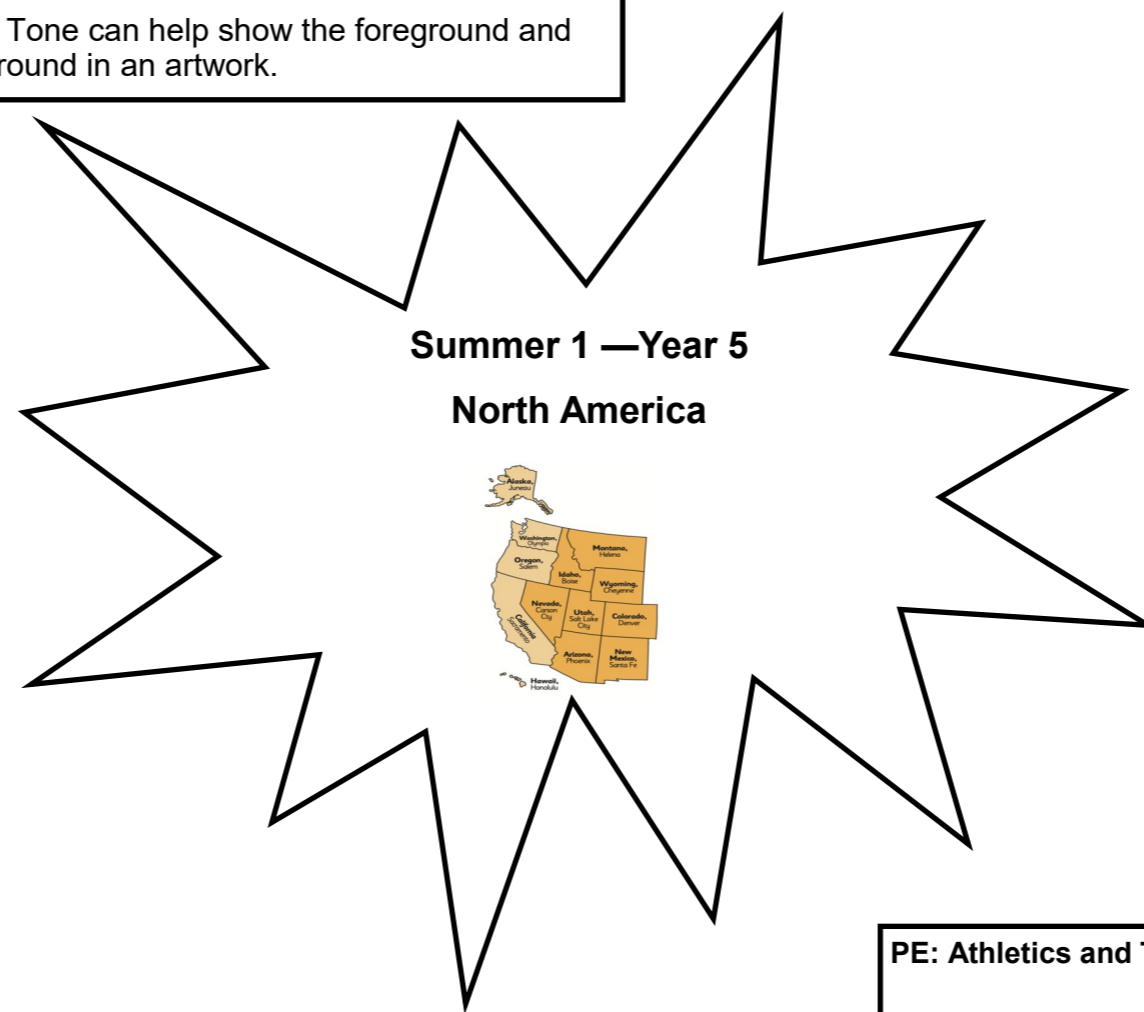 Tone can help show the foreground and
round in an artwork.
Summer 1 —Year 5
North America
Alaska,
Juneau
Washington,
Olympia
Montana,
Helena
Oregon,
Salem
Idaho,
Boise
Wyoming,
Cheyenne
Nevada,
Carson
City
Utah,
Salt Lake
City
Colorado,
Denver
California
Sacramento
Arizona,
Phoenix
New
Mexico,
Santa Fe
Hawaii,
Honolulu
PE: Athletics and